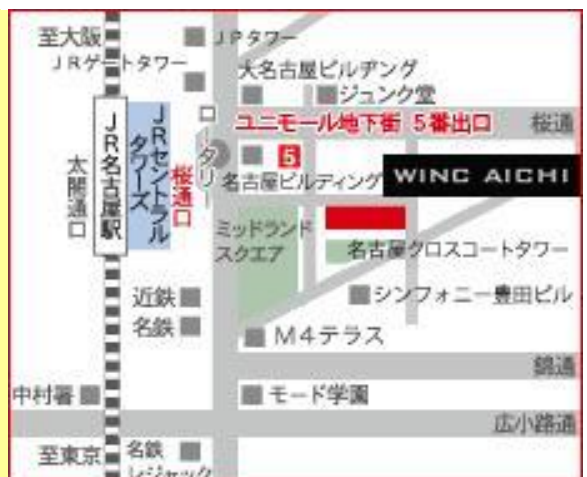 至大阪
JPタワー
JRゲートタワー
大名古屋ビルヂング
ジュンク堂
ユニモール地下街 5番出口
桜通
ロータリー
JR名古屋駅
JRセントラル
タワーズ
桜通口
太閤通口
5
名古屋ビルディング
WINC AICHI
ミッドランド
スクエア
名古屋クロスコートタワー
近鉄
シンフォニー豊田ビル
名鉄
M4テラス
錦通
中村署
モード学園
広小路通
至東京
名鉄
レジャック